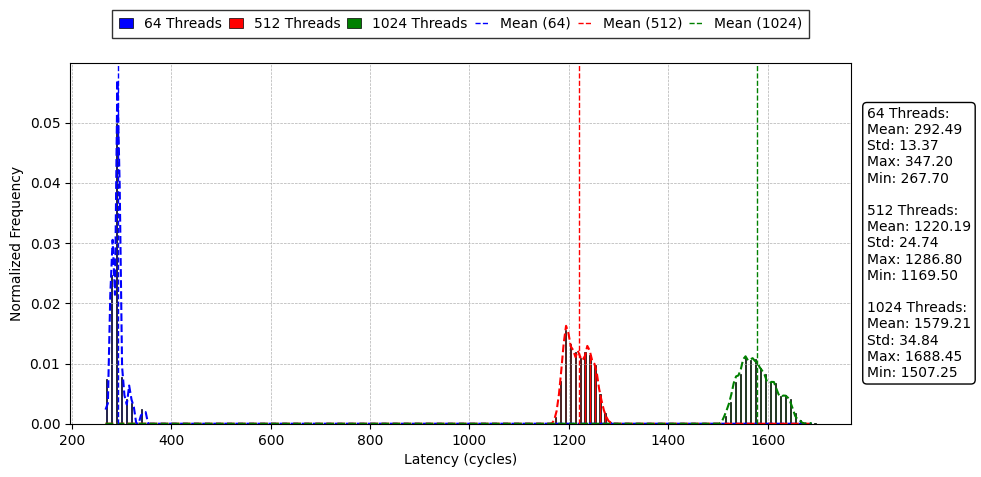 64 Threads 512 Threads 1024 Threads Mean (64) Mean (512) Mean (1024)
0.05
0.04
0.03
0.02
0.01
0.00
Normalized Frequency
200 400 600 800 1000 1200 1400 1600
Latency (cycles)
64 Threads:
Mean: 292.49
Std: 13.37
Max: 347.20
Min: 267.70
512 Threads:
Mean: 1220.19
Std: 24.74
Max: 1286.80
Min: 1169.50
1024 Threads:
Mean: 1579.21
Std: 34.84
Max: 1688.45
Min: 1507.25